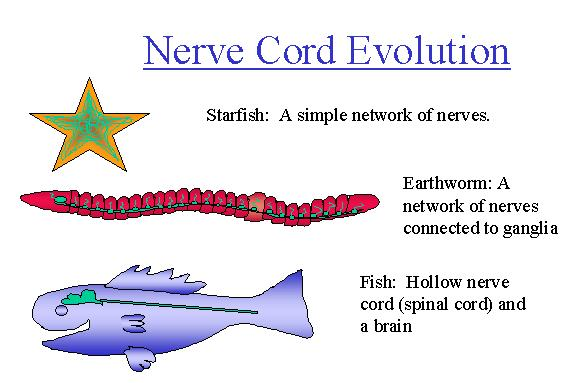 Nerve Cord Evolution
Starfish: A simple network of nerves.
Earthworm: A
network of nerves
connected to ganglia
Fish: Hollow nerve
cord (spinal cord) and
a brain